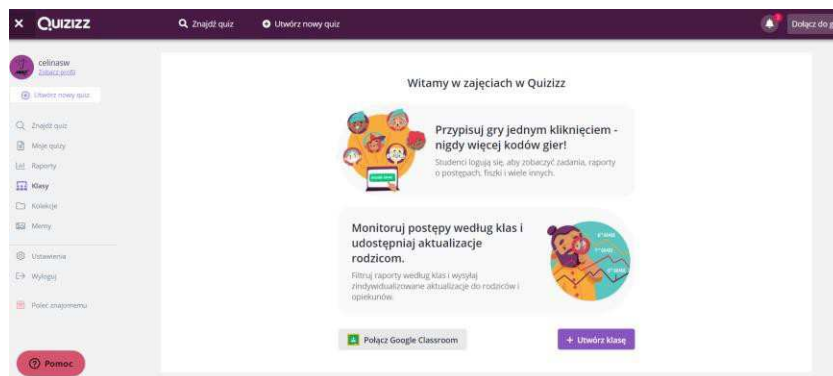 × QUIZIZZ
Znajdź quiz
Utwórz nowy quiz
Dołącz do g
celinasw
Zobacz profil
Utwórz nowy quiz
Znajdź quiz
Moje quizy
Raporty
Klasy
Kolekcje
Memy
Ustawienia
Wyloguj
Poleć znajomemu
Pomoc
Witamy w zajęciach w Quizizz
Przypisuj gry jednym kliknięciem -
nigdy więcej kodów gier!
Studenci logują się, aby zobaczyć zadania, raporty
o postępach, fiszki i wiele innych.
Monitoruj postępy według klas i
udostępniaj aktualizacje
rodzicom.
Filtruj raporty według klas i wysyłaj
zindywidualizowane aktualizacje do rodziców i
opiekunów.
Połącz Google Classroom
+ Utwórz klasę